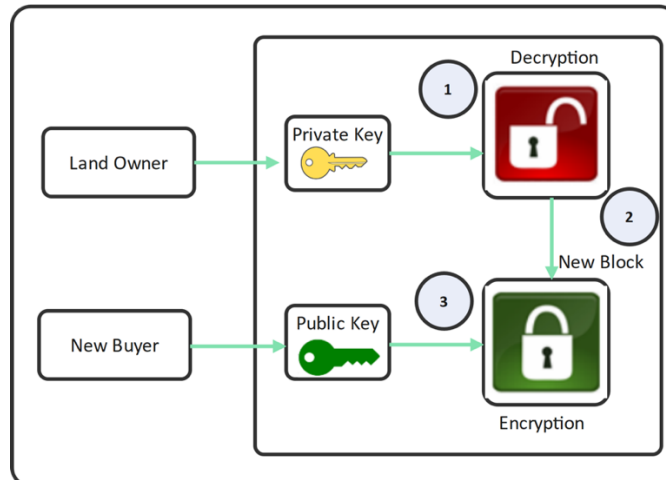 Decryption
1
Private Key
Land Owner
2
New Block
3
Public Key
New Buyer
Encryption